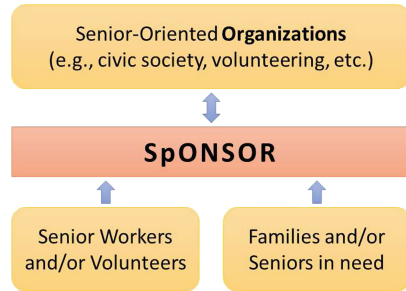 Senior-Oriented Organizations
(e.g., civic society, volunteering, etc.)
SpONSOR
Senior Workers
and/or Volunteers
Families and/or
Seniors in need